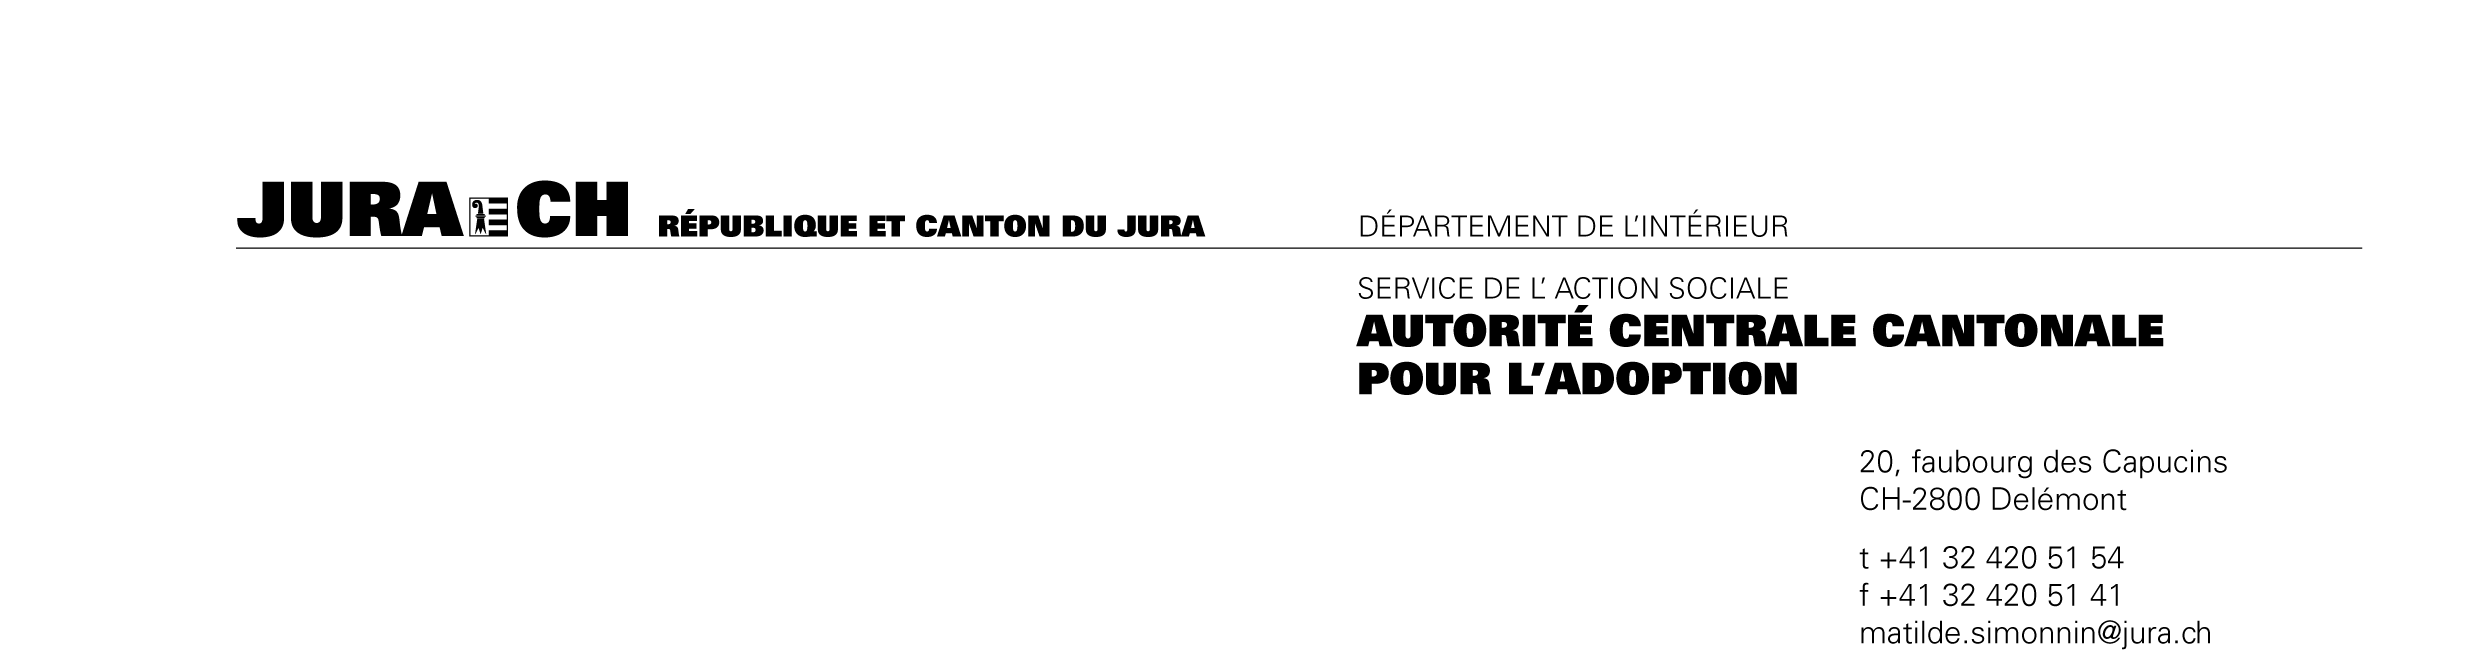 JURA CH RÉPUBLIQUE ET CANTON DU JURA DÉPARTEMENT DE L’INTÉRIEUR
SERVICE DE L’ ACTION SOCIALE
AUTORITÉ CENTRALE CANTONALE
POUR L’ADOPTION
20, faubourg des Capucins
CH-2800 Delémont
t +41 32 420 51 54
f +41 32 420 51 41
matilde.simonnin@jura.ch